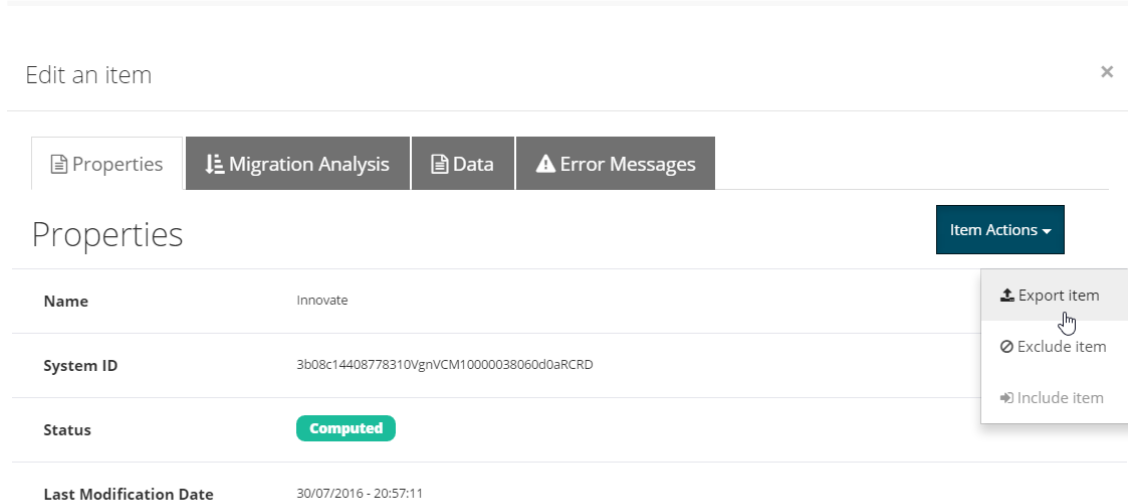 Edit an item
×
Properties Migration Analysis Data Error Messages
Properties
Item Actions
Export item
Name Innovate
Exclude item
System ID 3b08c14408778310VgnVCM10000038060d0aRCRD
Include item
Status Computed
Last Modification Date 30/07/2016 - 20:57:11